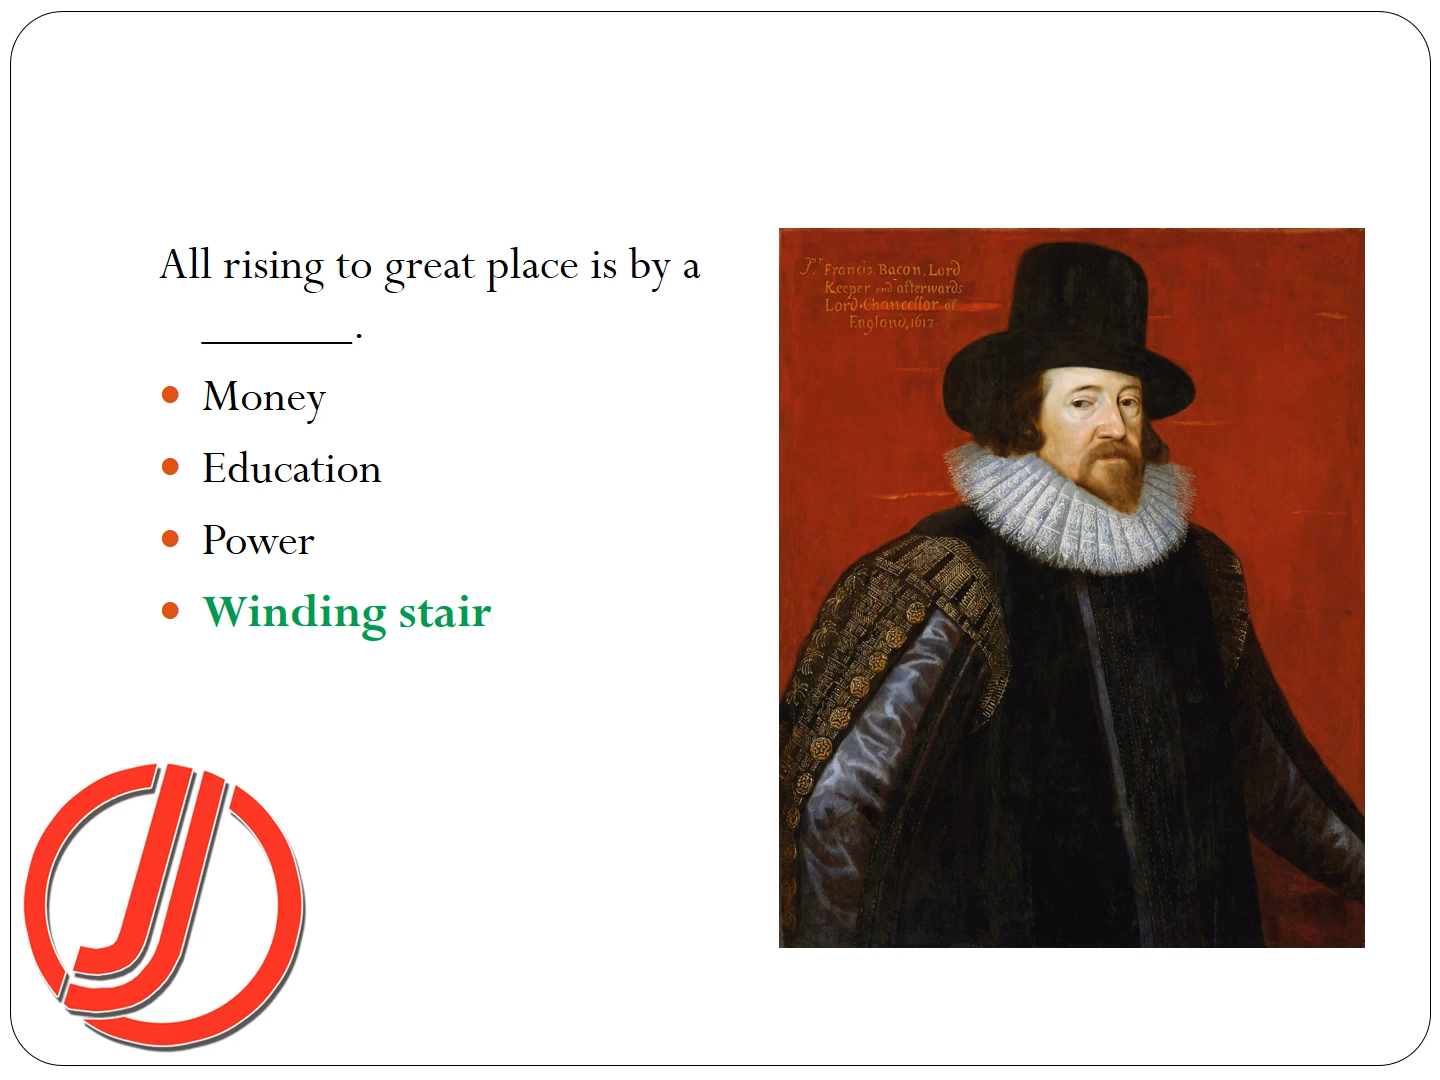 All rising to great place is by a
_______.
Money
Education
Power
Winding stair
Sr Francis Bacon, Lord
Keeper and afterwards
Lord Chancellor of
England, 1617